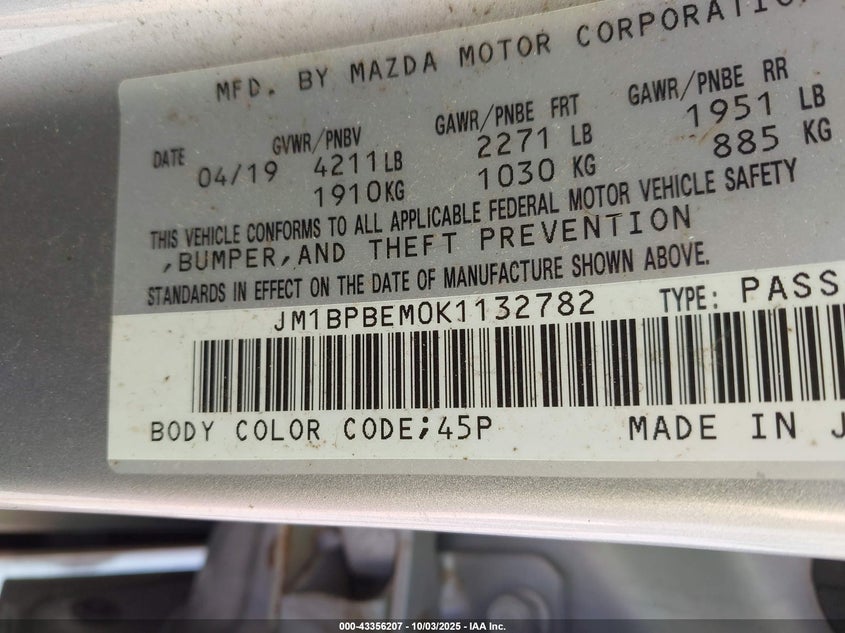 MFD. BY MAZDA MOTOR CORPORATION
DATE GVWR/PNBV GAWR/PNBE FRT GAWR/PNBE RR
04/19 4211LB 2271 LB 1951 LB
1910KG 1030 KG 885 KG
THIS VEHICLE CONFORMS TO ALL APPLICABLE FEDERAL MOTOR VEHICLE SAFETY
,BUMPER,AND THEFT PREVENTION
STANDARDS IN EFFECT ON THE DATE OF MANUFACTURE SHOWN ABOVE.
JM1BPBEM0K1132782 TYPE: PASS
BODY COLOR CODE;45P MADE IN J
000-43356207 - 10/03/2025 - IAA Inc.